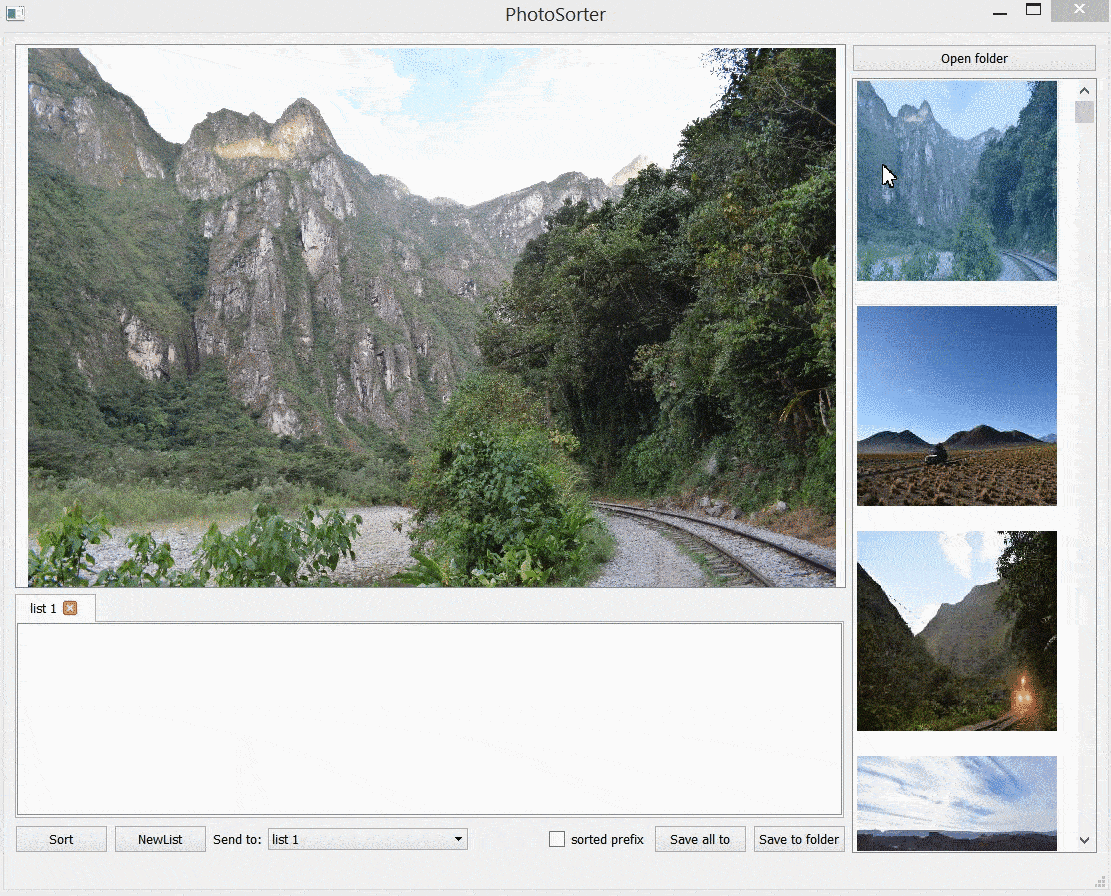 PhotoSorter
Open folder
list 1
Sort
NewList
Send to:
list 1
sorted prefix
Save all to
Save to folder